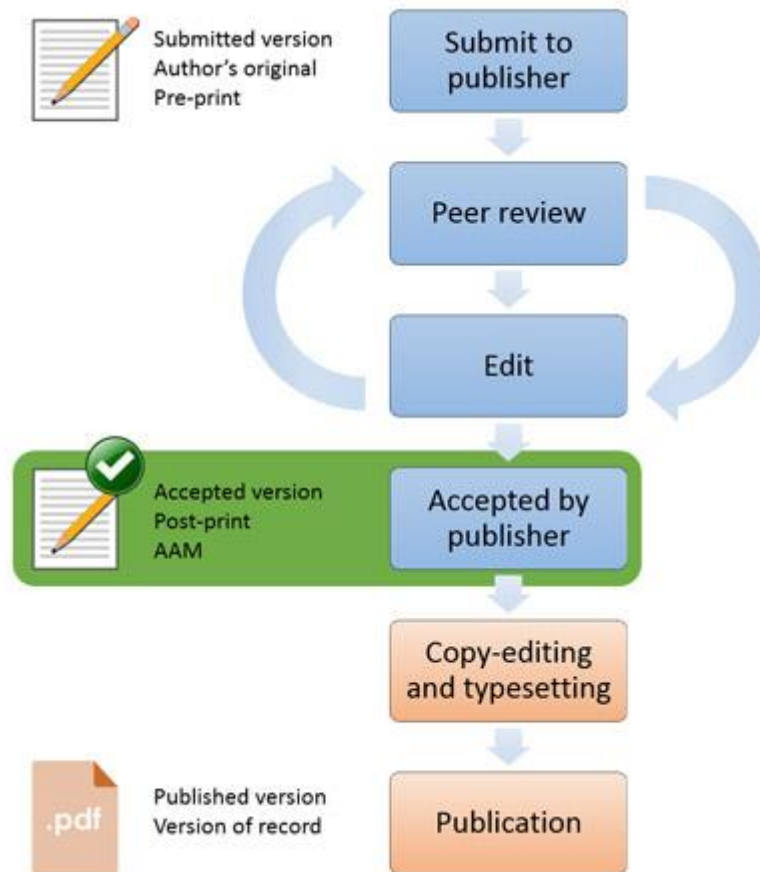 Submitted version
Author's original
Pre-print
Submit to
publisher
Peer review
Edit
Accepted version
Post-print
AAM
Accepted by
publisher
Copy-editing
and typesetting
.pdf
Published version
Version of record
Publication